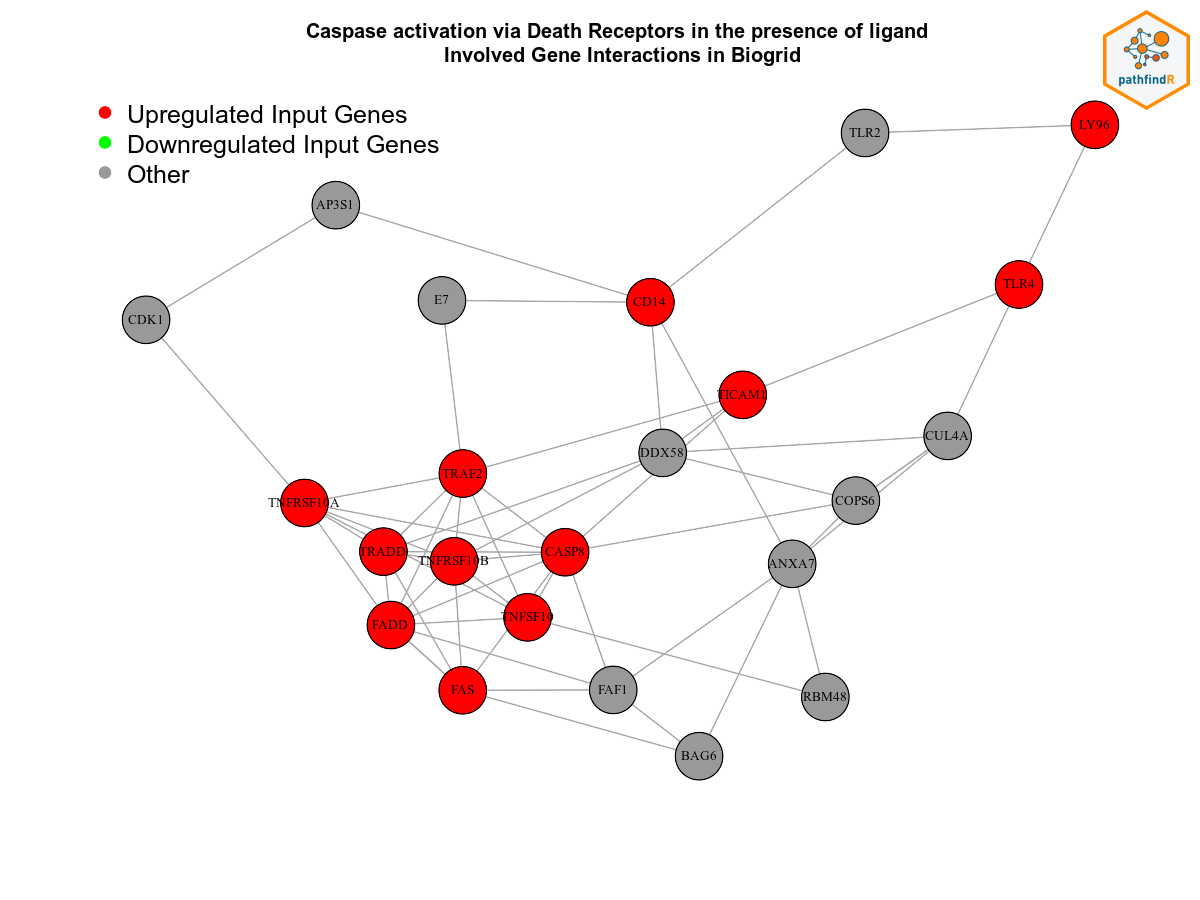 Caspase activation via Death Receptors in the presence of ligand
Involved Gene Interactions in Biogrid
pathfindR
Upregulated Input Genes
Downregulated Input Genes
Other
TLR2
LY96
AP3S1
TLR4
E7
CD14
CDK1
TICAM1
CUL4A
DDX58
TRAF2
COPS6
TNFRSF10A
TRADD
TNFRSF10B
CASP8
ANXA7
FADD
TNFSF10
FAS
FAF1
RBM48
BAG6